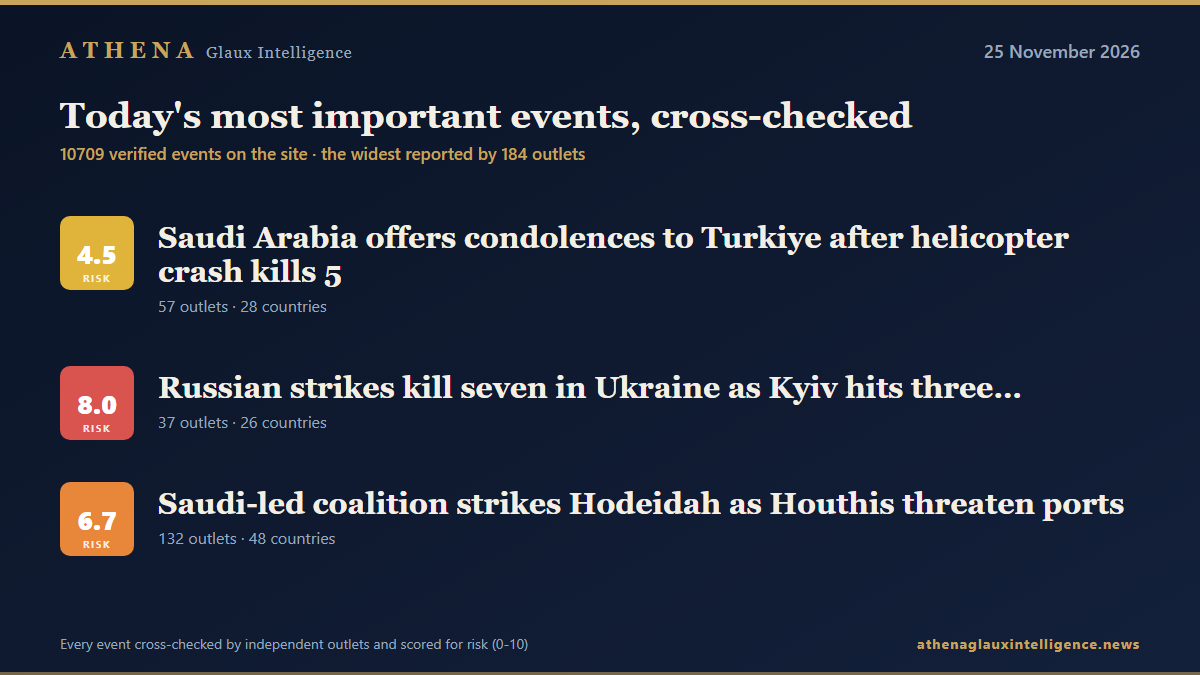 ATHENA Glaux Intelligence
25 November 2026
Today's most important events, cross-checked
10709 verified events on the site · the widest reported by 184 outlets
4.5
RISK
Saudi Arabia offers condolences to Turkiye after helicopter
crash kills 5
57 outlets · 28 countries
8.0
RISK
Russian strikes kill seven in Ukraine as Kyiv hits three...
37 outlets · 26 countries
6.7
RISK
Saudi-led coalition strikes Hodeidah as Houthis threaten ports
132 outlets · 48 countries
Every event cross-checked by independent outlets and scored for risk (0-10)
athenaglauxintelligence.news